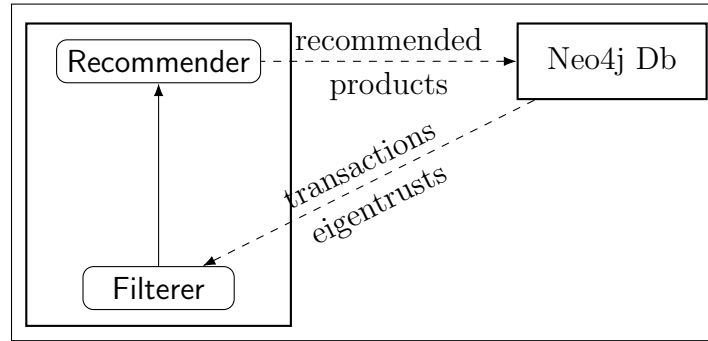 Recommender
recommended
products
Neo4j Db
transactions
eigentrusts
Filterer